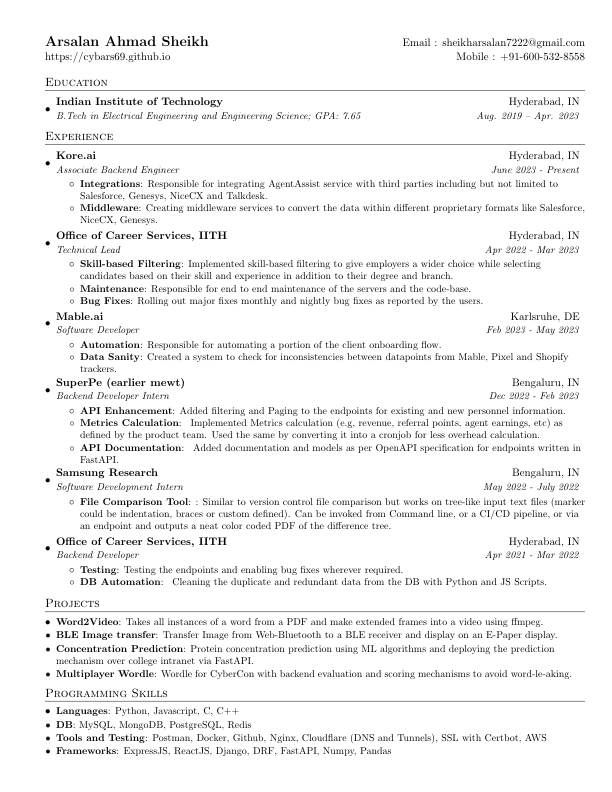 Arsalan Ahmad Sheikh
Email : sheikharsalan7222@gmail.com
https://cybars69.github.io
Mobile : +91-600-532-8558
Education
• Indian Institute of Technology Hyderabad, IN
B.Tech in Electrical Engineering and Engineering Science; GPA: 7.65 Aug. 2019 – Apr. 2023
Experience
• Kore.ai Hyderabad, IN
Associate Backend Engineer June 2023 - Present
◦ Integrations: Responsible for integrating AgentAssist service with third parties including but not limited to
Salesforce, Genesys, NiceCX and Talkdesk.
◦ Middleware: Creating middleware services to convert the data within different proprietary formats like Salesforce,
NiceCX, Genesys.
• Office of Career Services, IITH Hyderabad, IN
Technical Lead Apr 2022 - Mar 2023
◦ Skill-based Filtering: Implemented skill-based filtering to give employers a wider choice while selecting
candidates based on their skill and experience in addition to their degree and branch.
◦ Maintenance: Responsible for end to end maintenance of the servers and the code-base.
◦ Bug Fixes: Rolling out major fixes monthly and nightly bug fixes as reported by the users.
• Mable.ai Karlsruhe, DE
Software Developer Feb 2023 - May 2023
◦ Automation: Responsible for automating a portion of the client onboarding flow.
◦ Data Sanity: Created a system to check for inconsistencies between datapoints from Mable, Pixel and Shopify
trackers.
• SuperPe (earlier mewt) Bengaluru, IN
Backend Developer Intern Dec 2022 - Feb 2023
◦ API Enhancement: Added filtering and Paging to the endpoints for existing and new personnel information.
◦ Metrics Calculation: Implemented Metrics calculation (e.g, revenue, referral points, agent earnings, etc) as
defined by the product team. Used the same by converting it into a cronjob for less overhead calculation.
◦ API Documentation: Added documentation and models as per OpenAPI specification for endpoints written in
FastAPI.
• Samsung Research Bengaluru, IN
Software Development Intern May 2022 - July 2022
◦ File Comparison Tool: : Similar to version control file comparison but works on tree-like input text files (marker
could be indentation, braces or custom defined). Can be invoked from Command line, or a CI/CD pipeline, or via
an endpoint and outputs a neat color coded PDF of the difference tree.
• Office of Career Services, IITH Hyderabad, IN
Backend Developer Apr 2021 - Mar 2022
◦ Testing: Testing the endpoints and enabling bug fixes wherever required.
◦ DB Automation: Cleaning the duplicate and redundant data from the DB with Python and JS Scripts.
Projects
• Word2Video: Takes all instances of a word from a PDF and make extended frames into a video using ffmpeg.
• BLE Image transfer: Transfer Image from Web-Bluetooth to a BLE receiver and display on an E-Paper display.
• Concentration Prediction: Protein concentration prediction using ML algorithms and deploying the prediction
mechanism over college intranet via FastAPI.
• Multiplayer Wordle: Wordle for CyberCon with backend evaluation and scoring mechanisms to avoid word-le-aking.
Programming Skills
• Languages: Python, Javascript, C, C++
• DB: MySQL, MongoDB, PostgreSQL, Redis
• Tools and Testing: Postman, Docker, Github, Nginx, Cloudflare (DNS and Tunnels), SSL with Certbot, AWS
• Frameworks: ExpressJS, ReactJS, Django, DRF, FastAPI, Numpy, Pandas